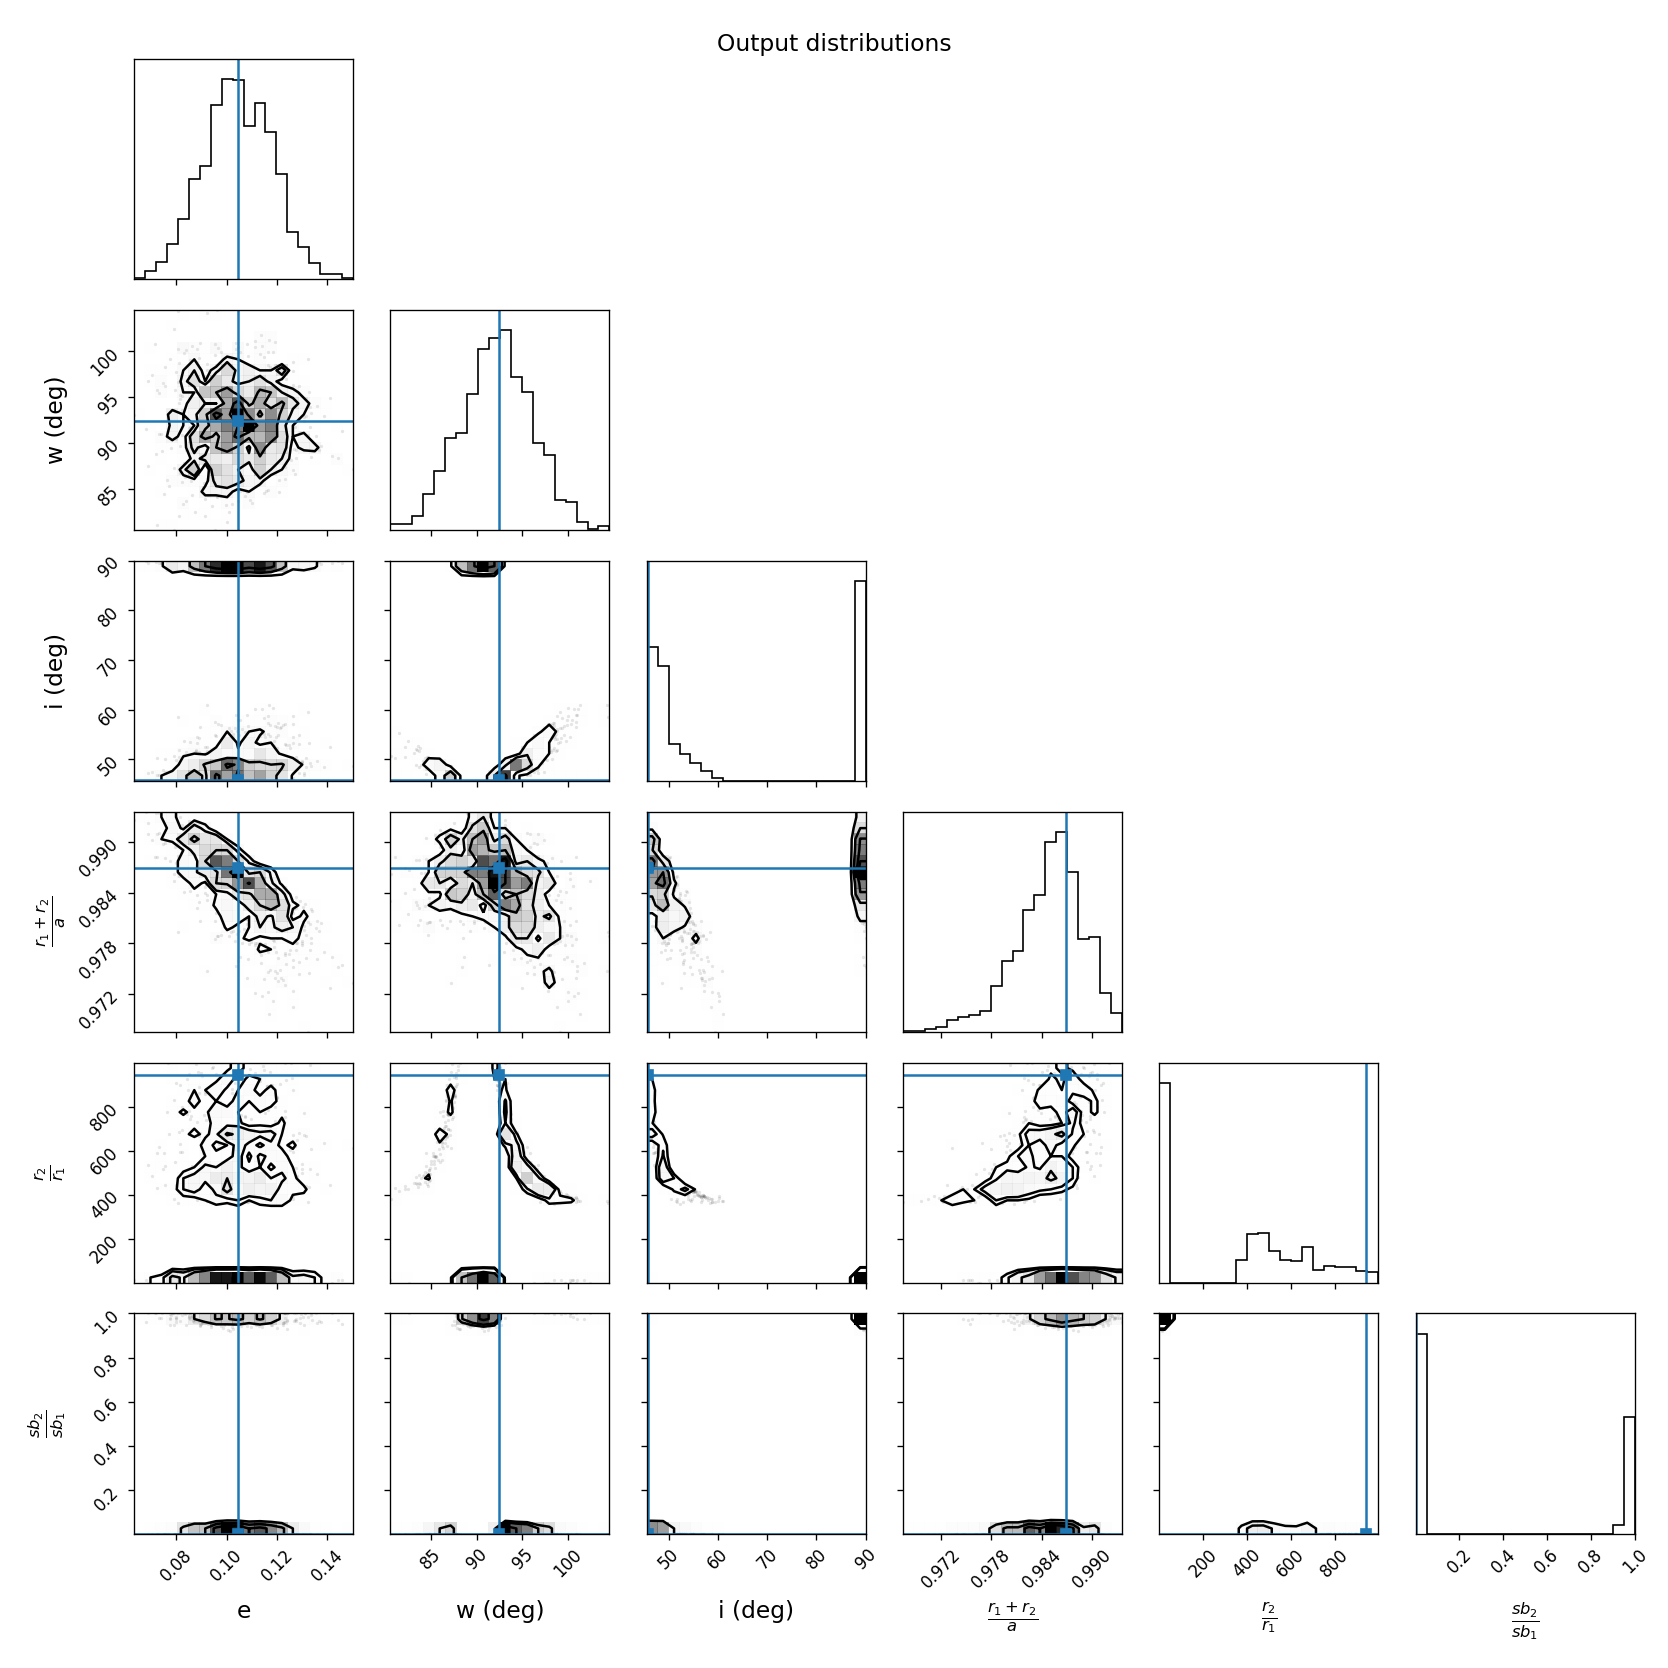 Output distributions
w (deg)
100
95
90
85
i (deg)
90
80
70
60
50
r₁ + r₂
a
0.990
0.984
0.978
0.972
r₂
r₁
800
600
400
200
sb₂
sb₁
1.0
0.8
0.6
0.4
0.2
0.08 0.10 0.12 0.14 85 90 95 100 50 60 70 80 90 0.972 0.978 0.984 0.990 200 400 600 800 0.2 0.4 0.6 0.8 1.0
e w (deg) i (deg) r₁ + r₂ r₂ sb₂
a r₁ sb₁